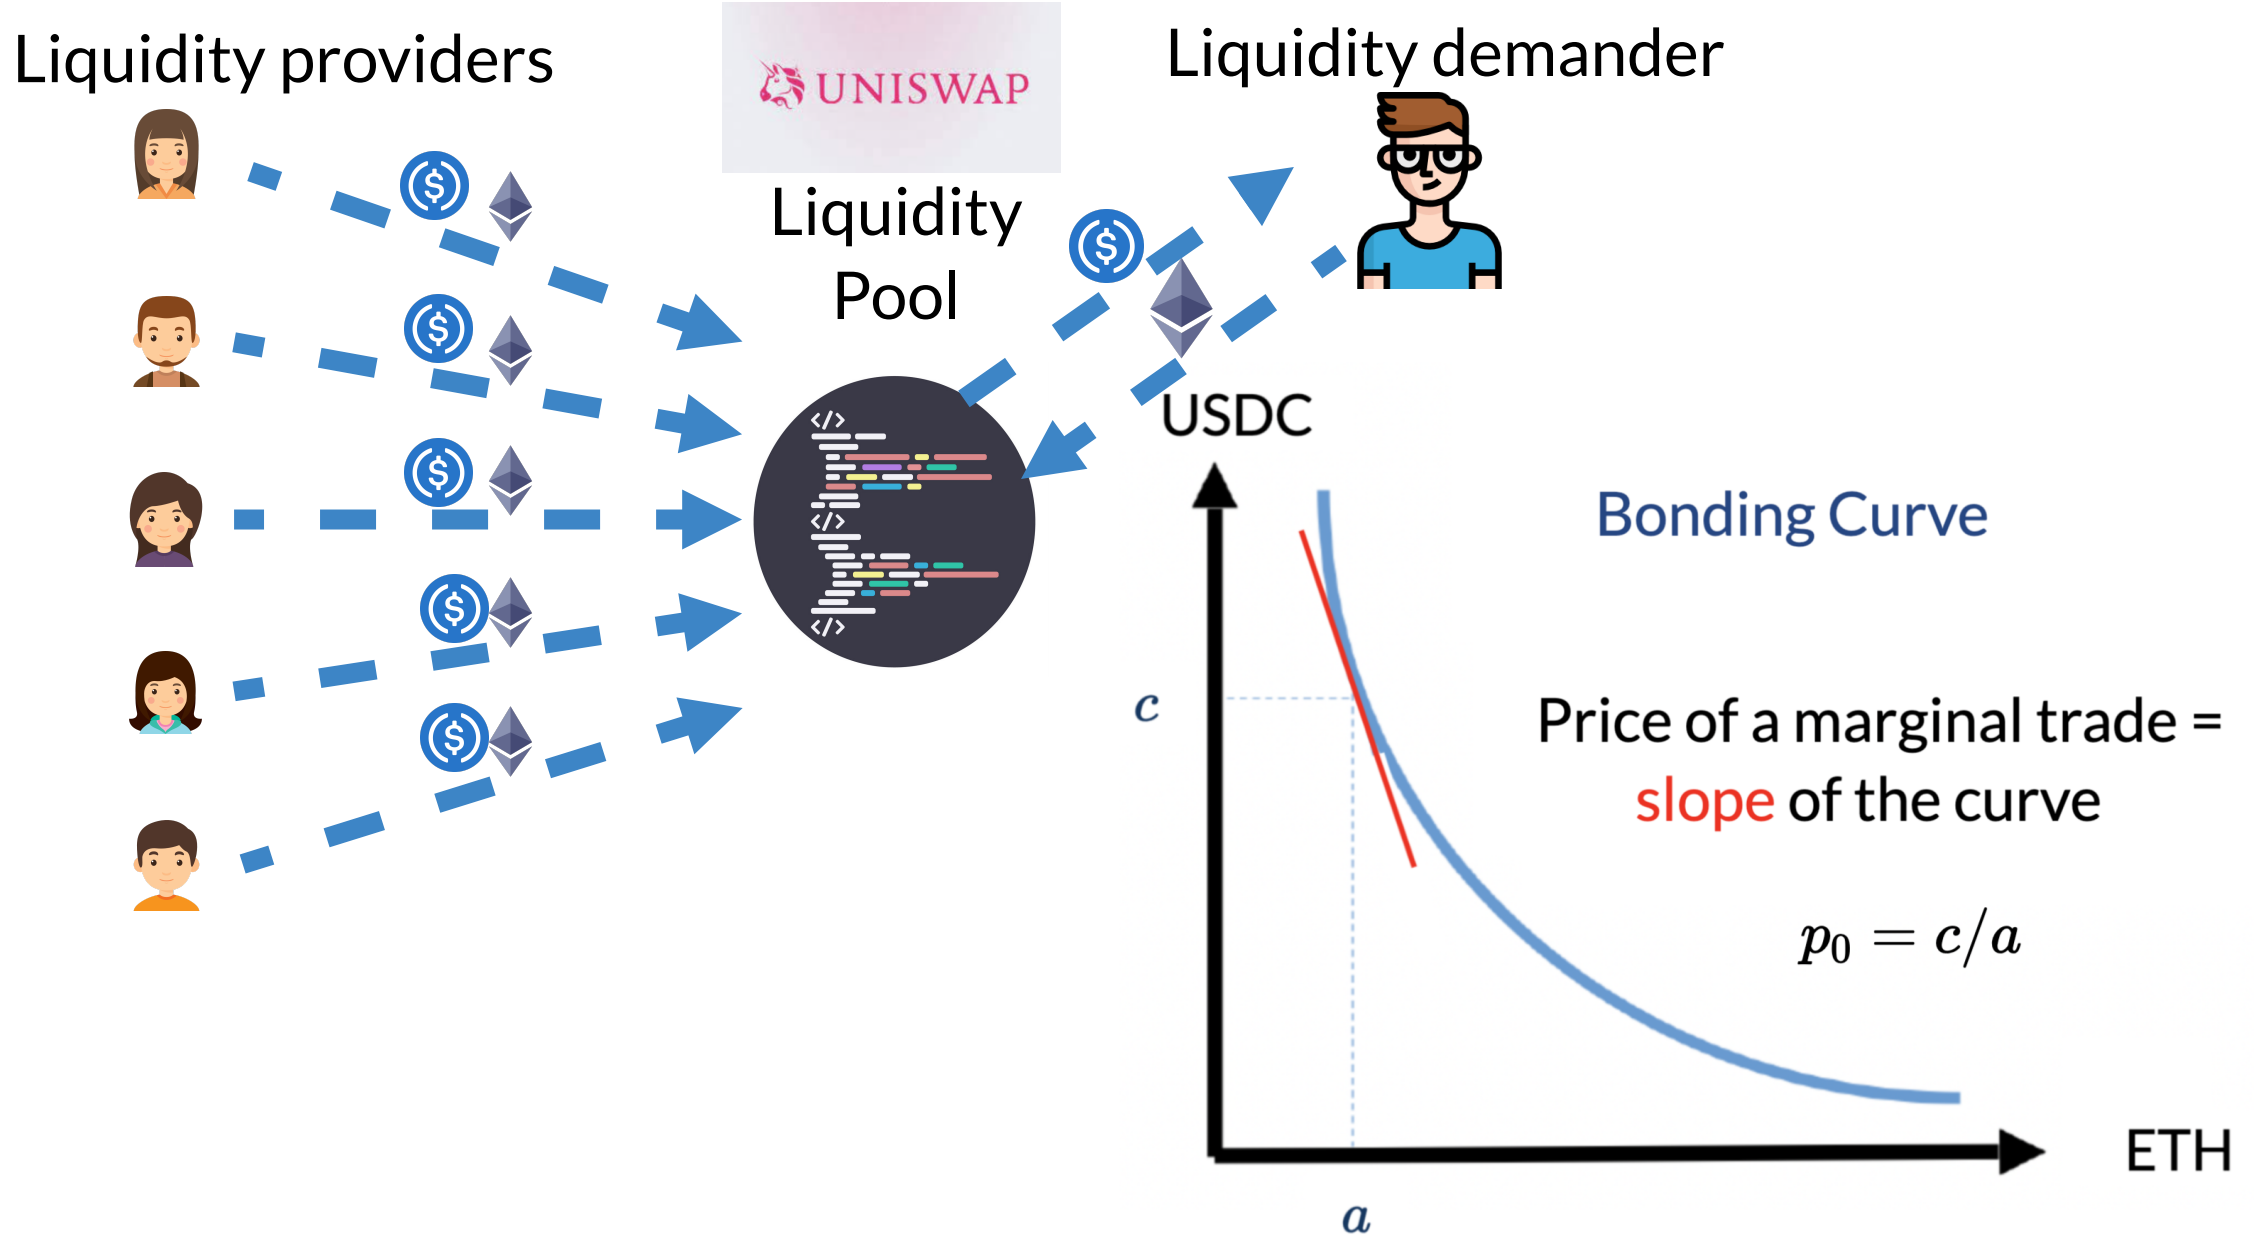 Liquidity providers
UNISWAP
Liquidity
Pool
Liquidity demander
</>
</>
</>
USDC
Bonding Curve
c
Price of a marginal trade =
slope of the curve
p₀ = c/a
ETH
a